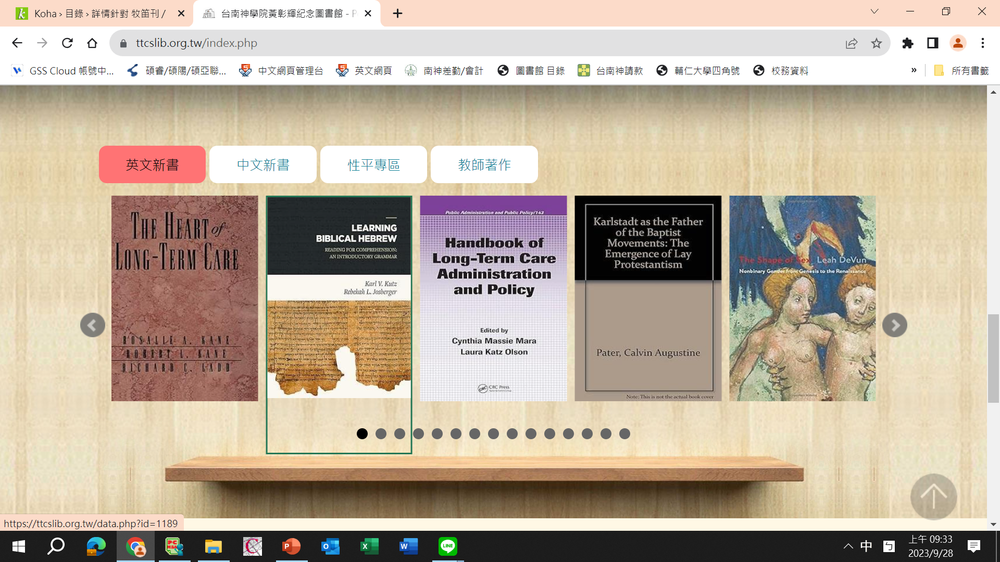 Koha › 目錄 › 詳情針對 牧笛刊 /
台南神學院黃彰輝紀念圖書館 - P
ttcslib.org.tw/index.php
GSS Cloud 帳號中...
碩睿/碩陽/碩亞聯...
中文網頁管理台
英文網頁
南神差勤/會計
圖書館 目錄
台南神請款
輔仁大學四角號
校務資料
»
所有書籤
英文新書
中文新書
性平專區
教師著作
THE HEART of
LONG-TERM CARE
ROSALIE A. KANE
ROBERT L. KANE
RICHARD C. LADD
LEARNING
BIBLICAL HEBREW
READING FOR COMPREHENSION:
AN INTRODUCTORY GRAMMAR
Karl V. Kutz
Rebekah L. Josberger
Public Administration and Public Policy/143
Handbook of
Long-Term Care
Administration
and Policy
Edited by
Cynthia Massie Mara
Laura Katz Olson
CRC CRC Press
Karlstadt as the Father
of the Baptist
Movements: The
Emergence of Lay
Protestantism
Pater, Calvin Augustine
Note: This is not the actual book cover
The Shape of Sex Leah DeVun
Nonbinary Gender from Genesis to the Renaissance
https://ttcslib.org.tw/data.php?id=1189
中
上午 09:33
2023/9/28